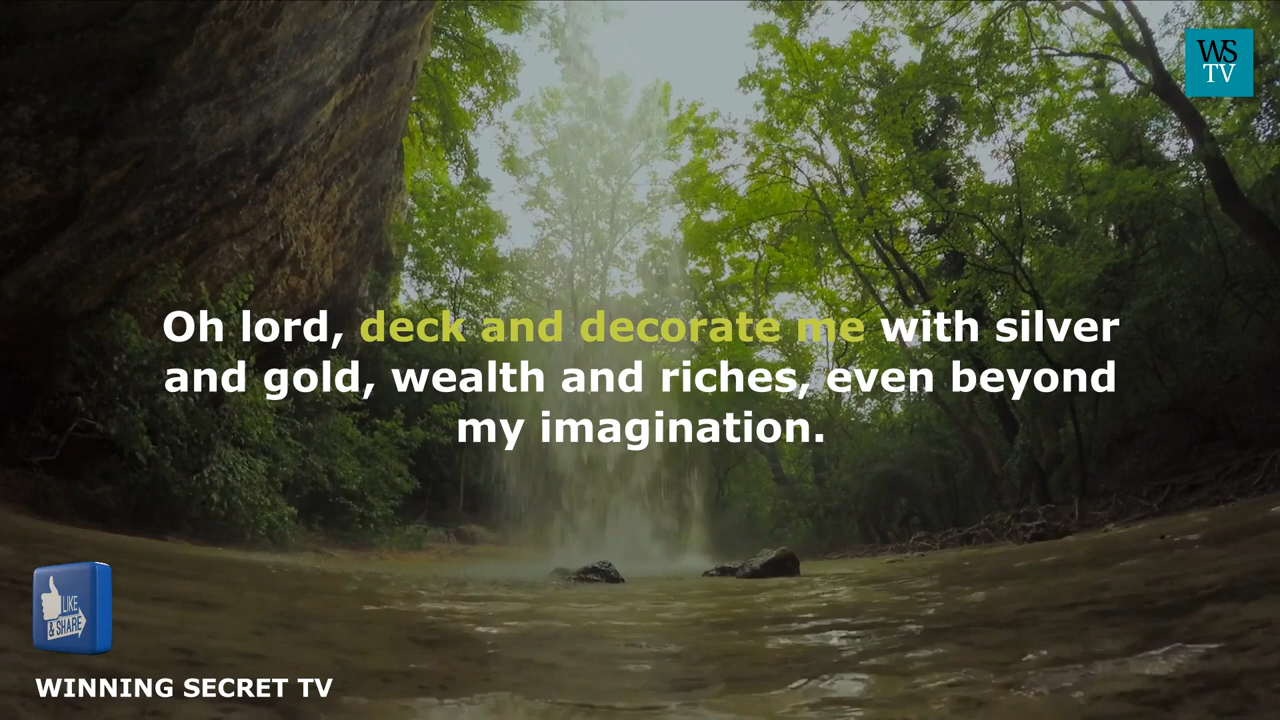 WS
TV
Oh lord, deck and decorate me with silver
and gold, wealth and riches, even beyond
my imagination.
LIKE
& SHARE
WINNING SECRET TV